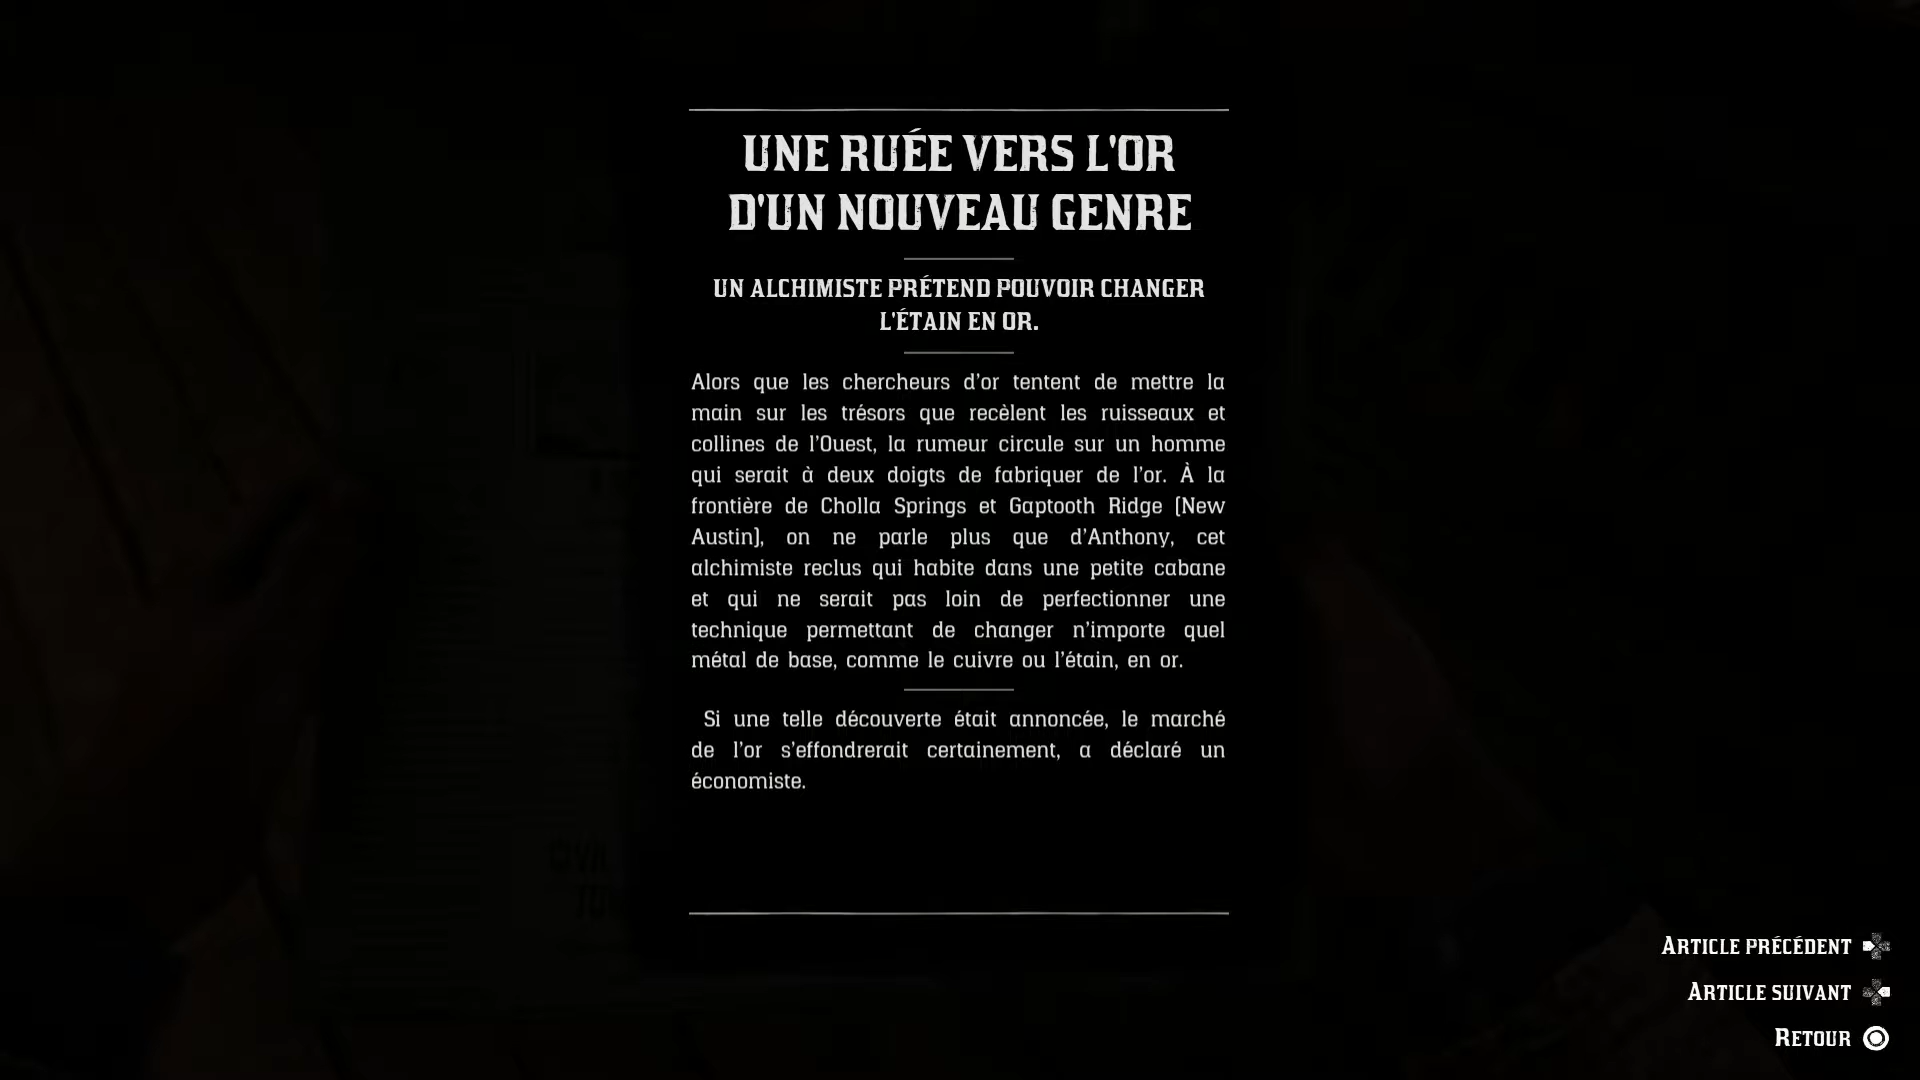 UNE RUÉE VERS L'OR
D'UN NOUVEAU GENRE
UN ALCHIMISTE PRÉTEND POUVOIR CHANGER
L'ÉTAIN EN OR.
Alors que les chercheurs d’or tentent de mettre la
main sur les trésors que recèlent les ruisseaux et
collines de l’Ouest, la rumeur circule sur un homme
qui serait à deux doigts de fabriquer de l’or. À la
frontière de Cholla Springs et Gaptooth Ridge (New
Austin), on ne parle plus que d’Anthony, cet
alchimiste reclus qui habite dans une petite cabane
et qui ne serait pas loin de perfectionner une
technique permettant de changer n’importe quel
métal de base, comme le cuivre ou l’étain, en or.
Si une telle découverte était annoncée, le marché
de l’or s’effondrerait certainement, a déclaré un
économiste.
ARTICLE PRÉCÉDENT
ARTICLE SUIVANT
RETOUR